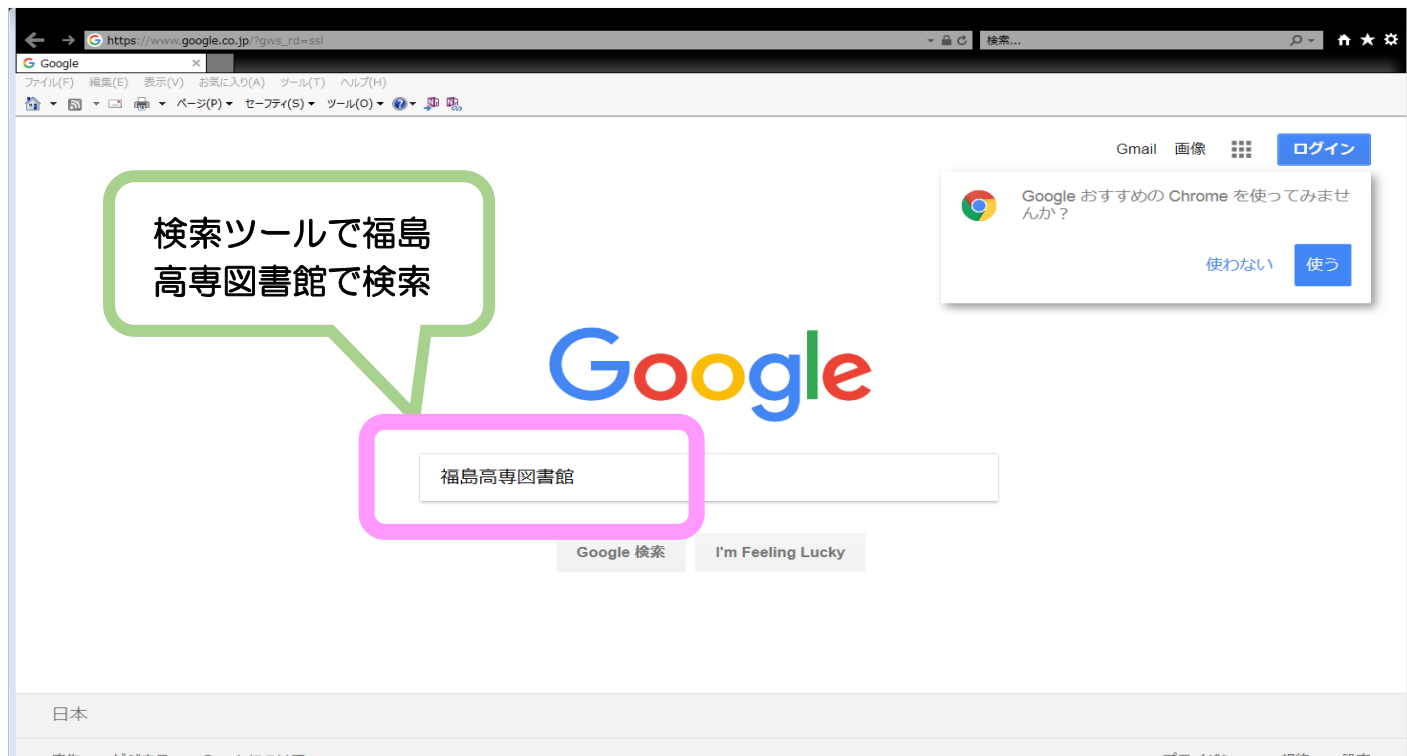 https://www.google.co.jp/?gws_rd=ssl
検索...
Google
ファイル(F) 編集(E) 表示(V) お気に入り(A) ツール(T) ヘルプ(H)
ページ(P) セーフティ(S) ツール(O)
Gmail 画像 ログイン
Google おすすめの Chrome を使ってみませ
んか？
使わない 使う
検索ツールで福島
高専図書館で検索
Google
福島高専図書館
Google 検索 I'm Feeling Lucky
日本